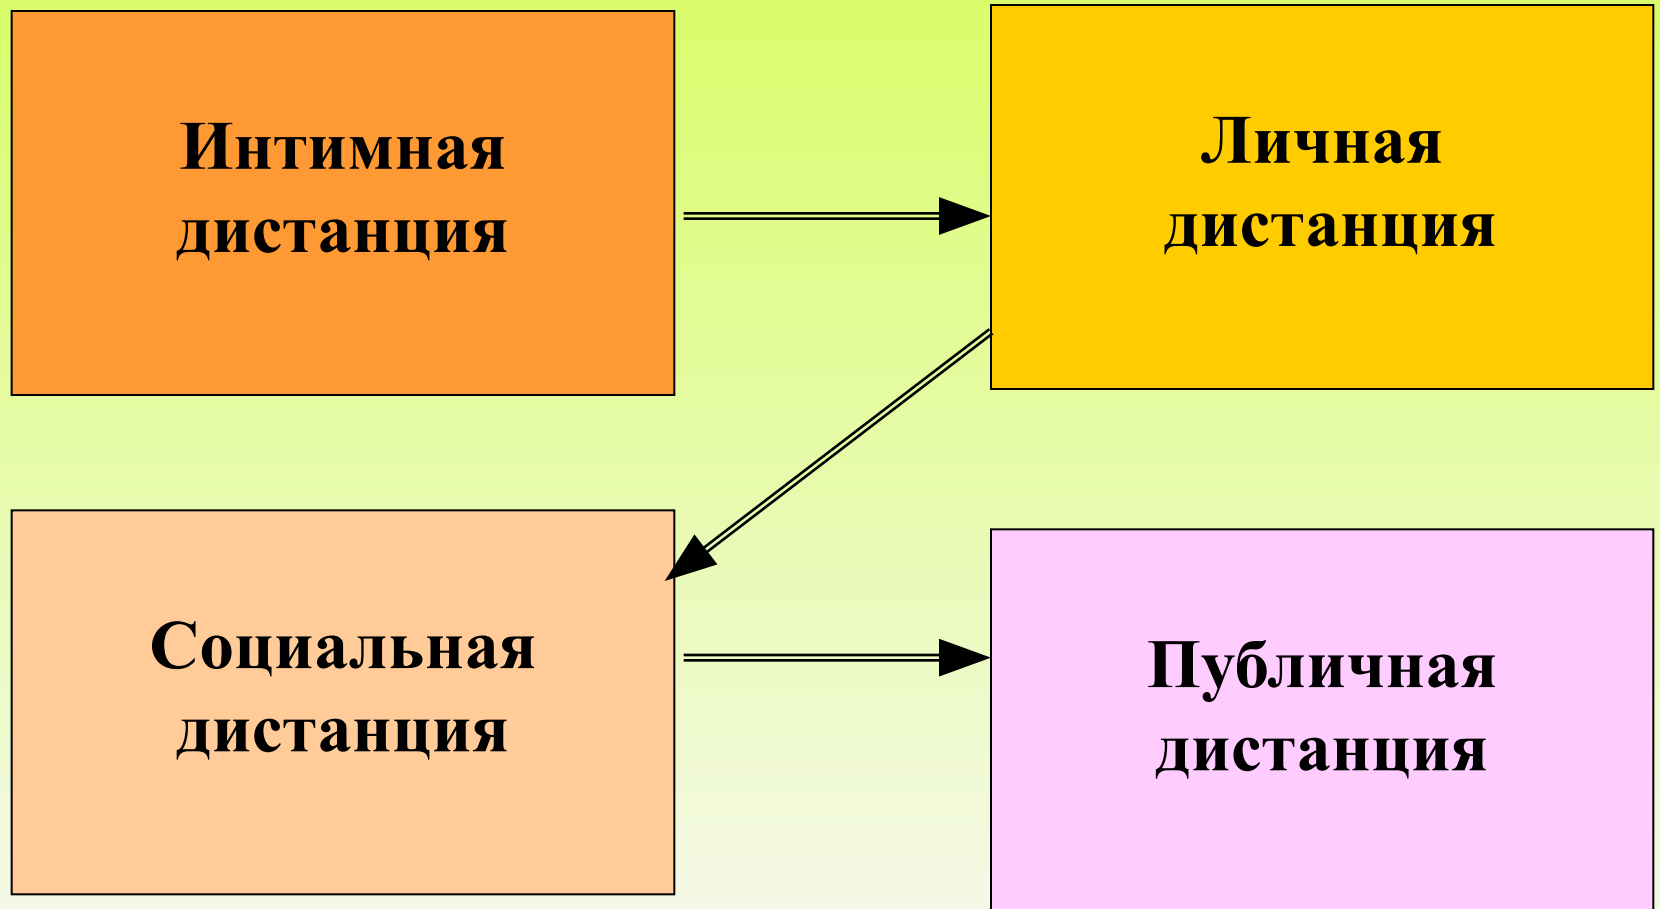 Интимная
дистанция
Личная
дистанция
Социальная
дистанция
Публичная
дистанция